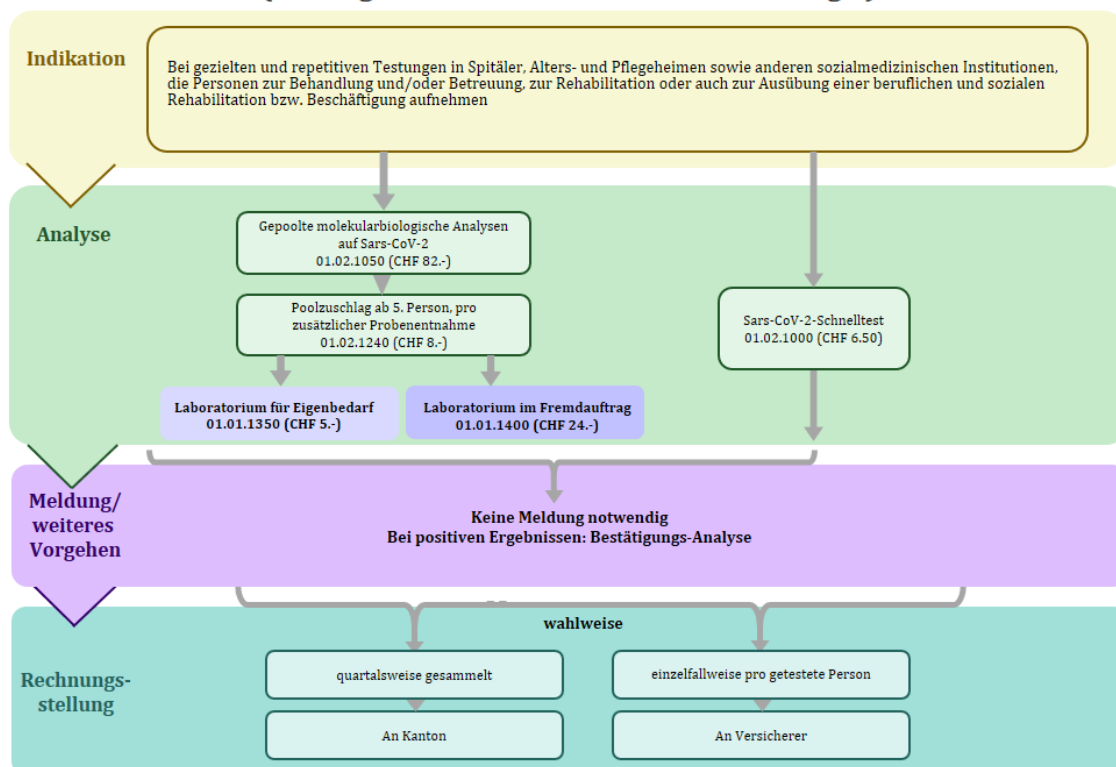 Indikation
Bei gezielten und repetitiven Testungen in Spitäler, Alters- und Pflegeheimen sowie anderen sozialmedizinischen Institutionen,
die Personen zur Behandlung und/oder Betreuung, zur Rehabilitation oder auch zur Ausübung einer beruflichen und sozialen
Rehabilitation bzw. Beschäftigung aufnehmen
Analyse
Gepoolte molekularbiologische Analysen
auf Sars-CoV-2
01.02.1050 (CHF 82.-)
Poolzuschlag ab 5. Person, pro
zusätzlicher Probenentnahme
01.02.1240 (CHF 8.-)
Sars-CoV-2-Schnelltest
01.02.1000 (CHF 6.50)
Laboratorium für Eigenbedarf
01.01.1350 (CHF 5.-)
Laboratorium im Fremdauftrag
01.01.1400 (CHF 24.-)
Meldung/
weiteres
Vorgehen
Keine Meldung notwendig
Bei positiven Ergebnissen: Bestätigungs-Analyse
Rechnungs-
stellung
wahlweise
quartalsweise gesammelt
einzelfallweise pro getestete Person
An Kanton
An Versicherer